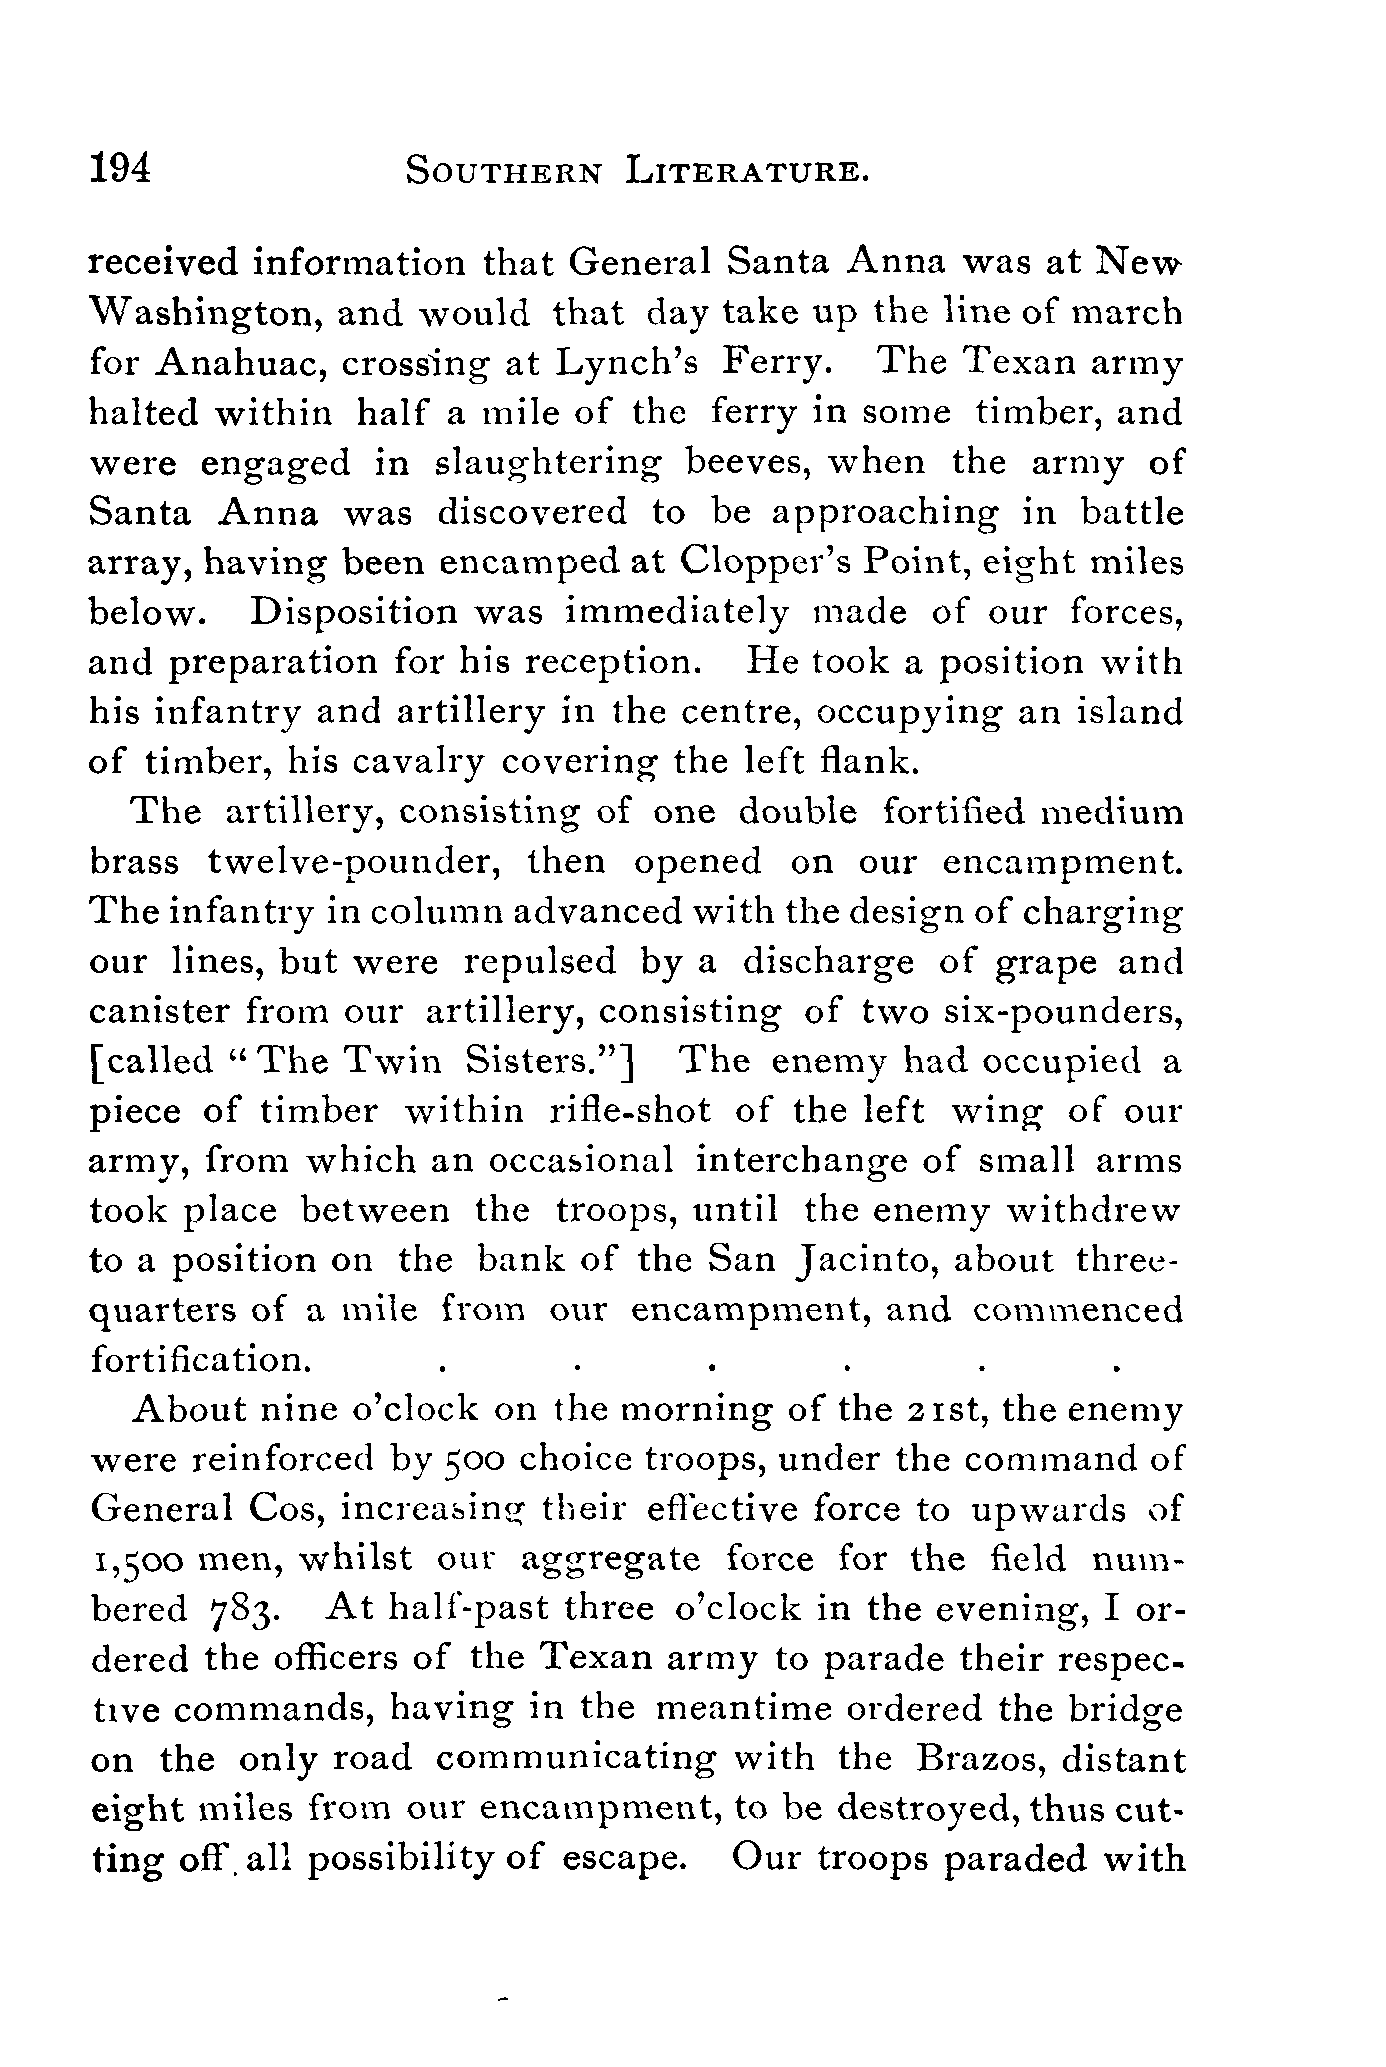 194 SOUTHERN LITERATURE.
received information that General Santa Anna was at New
Washington, and would that day take up the line of march
for Anahuac, crossing at Lynch's Ferry. The Texan army
halted within half a mile of the ferry in some timber, and
were engaged in slaughtering beeves, when the army of
Santa Anna was discovered to be approaching in battle
array, having been encamped at Clopper's Point, eight miles
below. Disposition was immediately made of our forces,
and preparation for his reception. He took a position with
his infantry and artillery in the centre, occupying an island
of timber, his cavalry covering the left flank.
The artillery, consisting of one double fortified medium
brass twelve-pounder, then opened on our encampment.
The infantry in column advanced with the design of charging
our lines, but were repulsed by a discharge of grape and
canister from our artillery, consisting of two six-pounders,
[called "The Twin Sisters."] The enemy had occupied a
piece of timber within rifle-shot of the left wing of our
army, from which an occasional interchange of small arms
took place between the troops, until the enemy withdrew
to a position on the bank of the San Jacinto, about three-
quarters of a mile from our encampment, and commenced
fortification. . . . . . .
About nine o'clock on the morning of the 21st, the enemy
were reinforced by 500 choice troops, under the command of
General Cos, increasing their effective force to upwards of
1,500 men, whilst our aggregate force for the field num-
bered 783. At half-past three o'clock in the evening, I or-
dered the officers of the Texan army to parade their respec-
tive commands, having in the meantime ordered the bridge
on the only road communicating with the Brazos, distant
eight miles from our encampment, to be destroyed, thus cut-
ting off all possibility of escape. Our troops paraded with